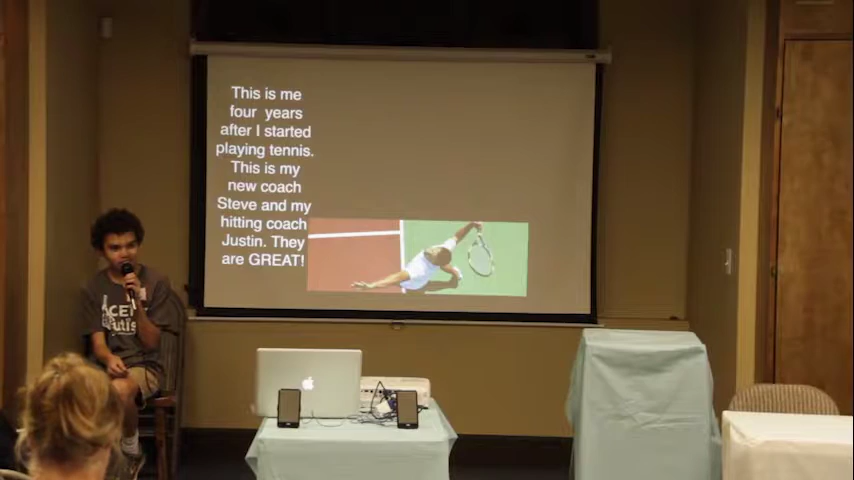 This is me
four years
after I started
playing tennis.
This is my
new coach
Steve and my
hitting coach
Justin. They
are GREAT!